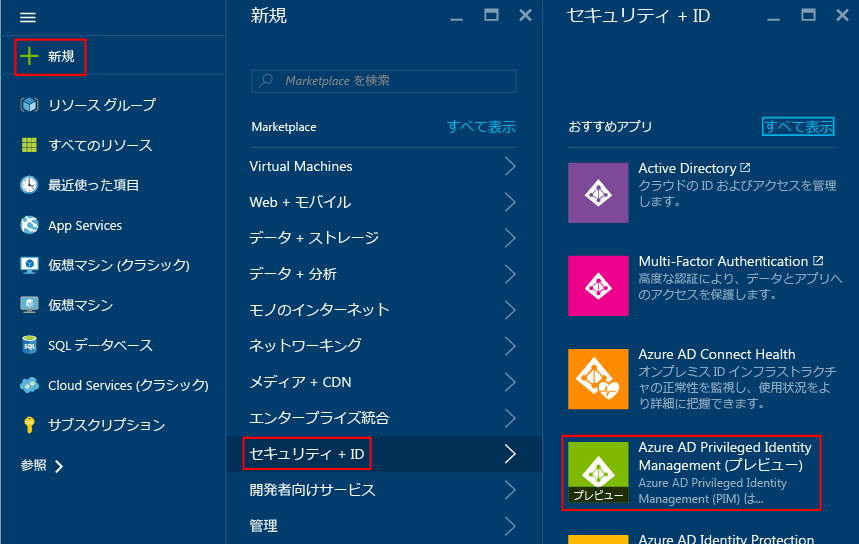 新規
リソース グループ
すべてのリソース
最近使った項目
App Services
仮想マシン (クラシック)
仮想マシン
SQL データベース
Cloud Services (クラシック)
サブスクリプション
参照
新規
Marketplace を検索
Marketplace
すべて表示
Virtual Machines
Web + モバイル
データ + ストレージ
データ + 分析
モノのインターネット
ネットワーキング
メディア + CDN
エンタープライズ統合
セキュリティ + ID
開発者向けサービス
管理
セキュリティ + ID
おすすめアプリ
すべて表示
Active Directory
クラウドの ID およびアクセスを管理
します。
Multi-Factor Authentication
高度な認証により、データとアプリへ
のアクセスを保護します。
Azure AD Connect Health
オンプレミス ID インフラストラクチ
ャの正常性を監視し、使用状況をよ
り詳細に把握できます。
プレビュー
Azure AD Privileged Identity
Management (プレビュー)
Azure AD Privileged Identity
Management (PIM) は...
Azure AD Identity Protection